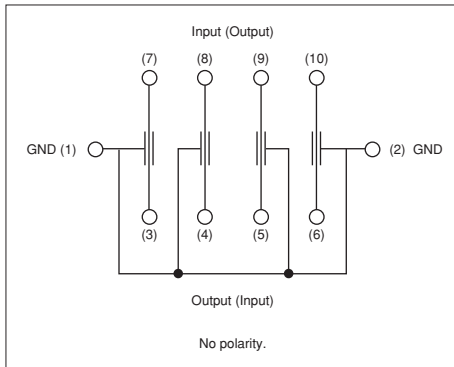 Input (Output)
(7) (8) (9) (10)
GND (1) (2) GND
(3) (4) (5) (6)
Output (Input)
No polarity.